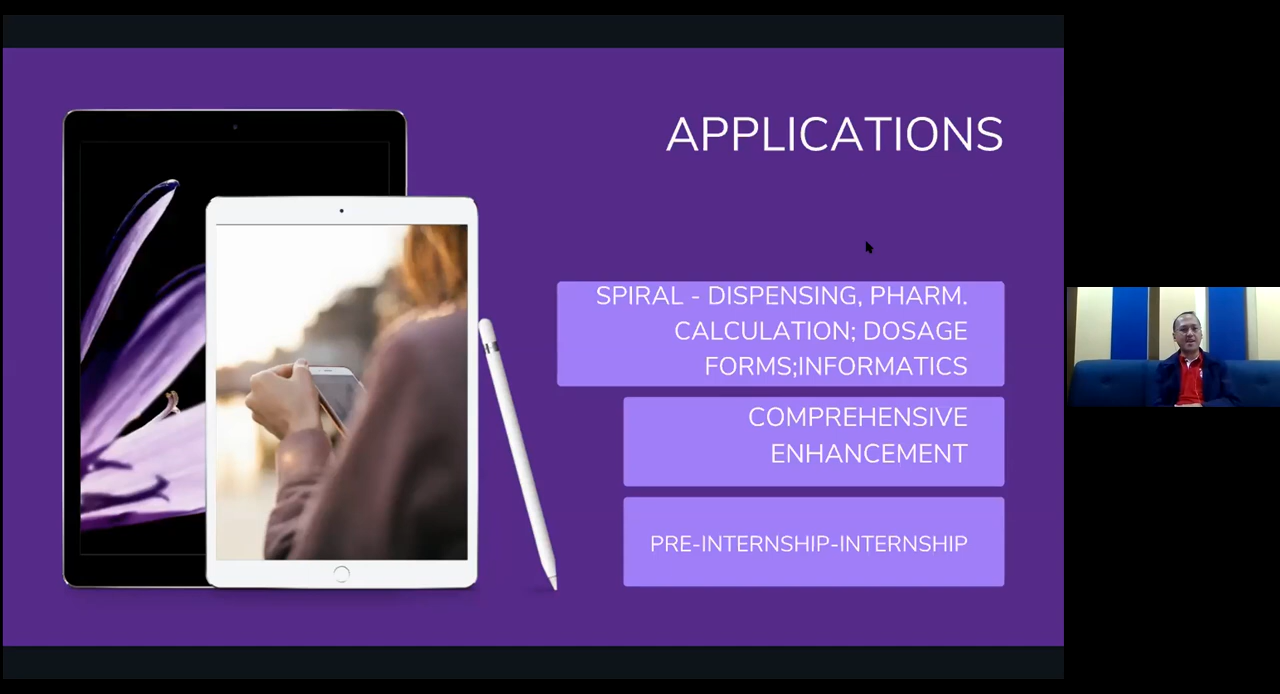 APPLICATIONS
SPIRAL - DISPENSING, PHARM.
CALCULATION; DOSAGE
FORMS;INFORMATICS
COMPREHENSIVE
ENHANCEMENT
PRE-INTERNSHIP-INTERNSHIP